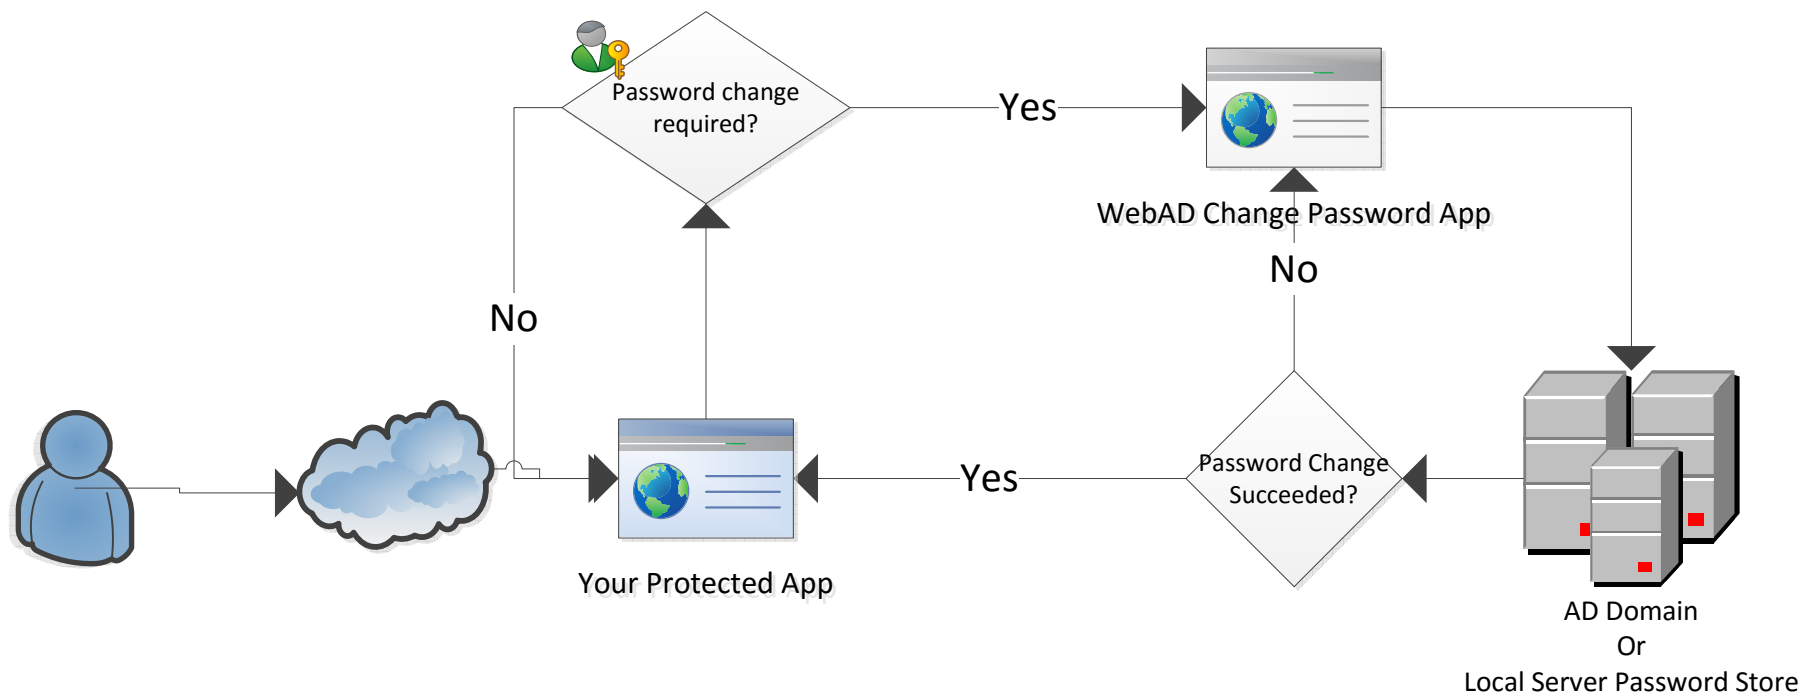 Password change
required?
Yes
WebAD Change Password App
No
No
Password Change
Succeeded?
Yes
Your Protected App
AD Domain
Or
Local Server Password Store